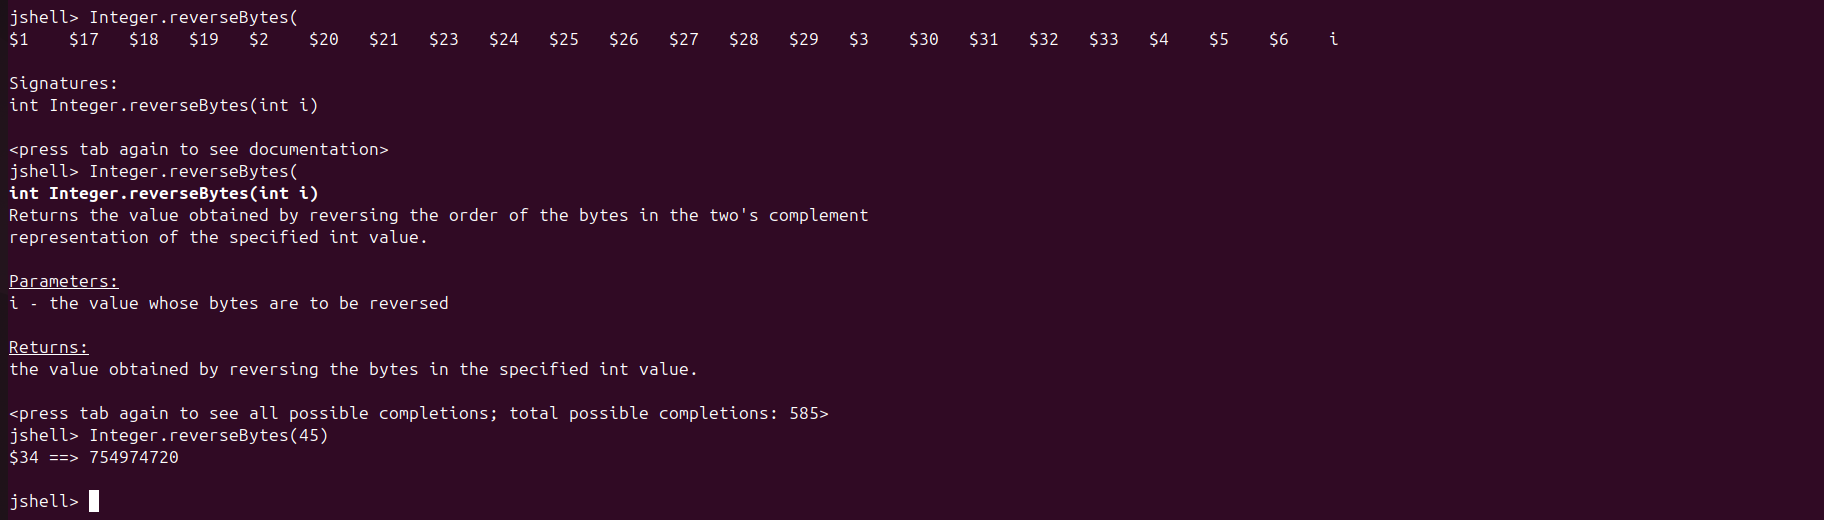 jshell> Integer.reverseBytes(
$1    $17   $18   $19   $2    $20   $21   $23   $24   $25   $26   $27   $28   $29   $3    $30   $31   $32   $33   $4    $5    $6    i
Signatures:
int Integer.reverseBytes(int i)
<press tab again to see documentation>
jshell> Integer.reverseBytes(
int Integer.reverseBytes(int i)
Returns the value obtained by reversing the order of the bytes in the two's complement
representation of the specified int value.
Parameters:
i - the value whose bytes are to be reversed
Returns:
the value obtained by reversing the bytes in the specified int value.
<press tab again to see all possible completions; total possible completions: 585>
jshell> Integer.reverseBytes(45)
$34 ==> 754974720
jshell>